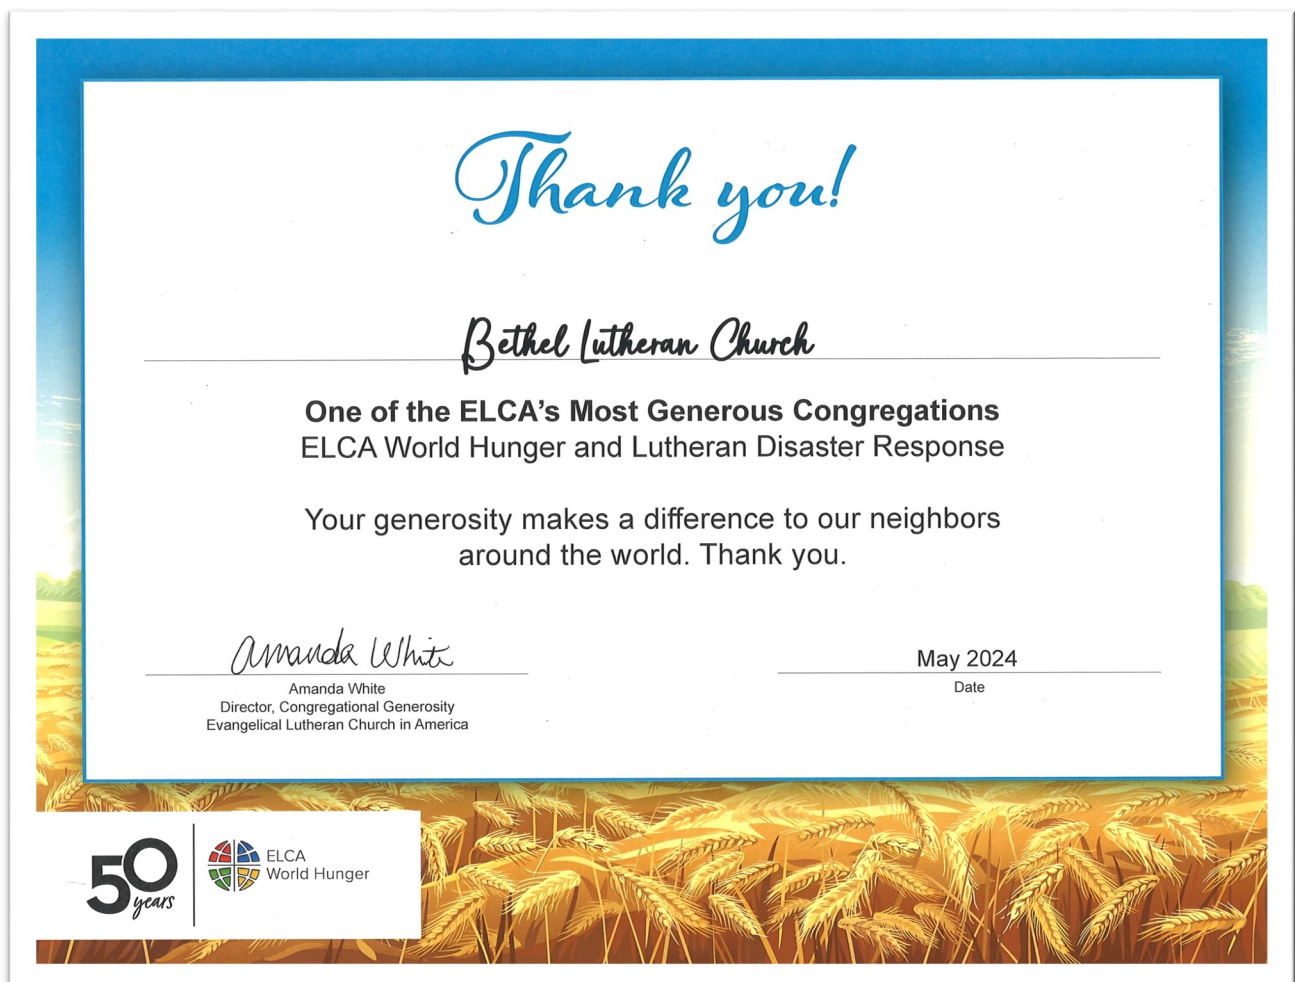 Thank you!
Bethel Lutheran Church
One of the ELCA's Most Generous Congregations
ELCA World Hunger and Lutheran Disaster Response
Your generosity makes a difference to our neighbors
around the world. Thank you.
Amanda White
May 2024
Amanda White
Date
Director, Congregational Generosity
Evangelical Lutheran Church in America
50
years
ELCA
World Hunger